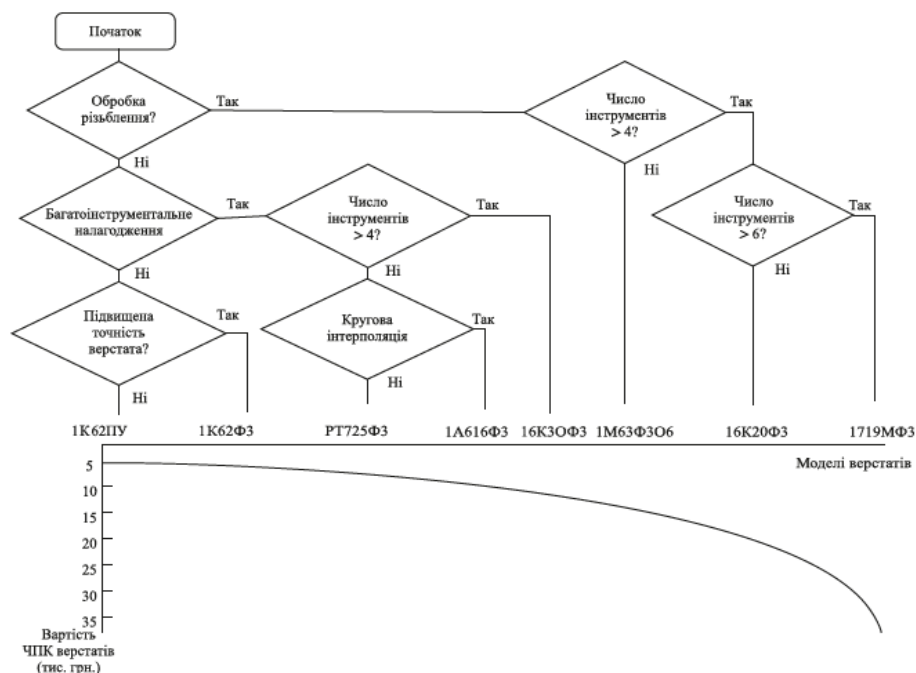 Початок
Обробка
різьблення?
Так
Число
інструментів
> 4?
Так
Ні
Ні
Багатоінструментальне
налагодження
Так
Число
інструментів
> 4?
Так
Число
інструментів
> 6?
Так
Ні
Ні
Ні
Підвищена
точність
верстата?
Так
Кругова
інтерполяція
Так
Ні
Ні
1К62ПУ
1К62Ф3
РТ725Ф3
1А616Ф3
16К3ОФ3
1М63Ф3О6
16К20Ф3
1719МФ3
Моделі верстатів
5
10
15
20
25
30
35
Вартість
ЧПК верстатів
(тис. грн.)